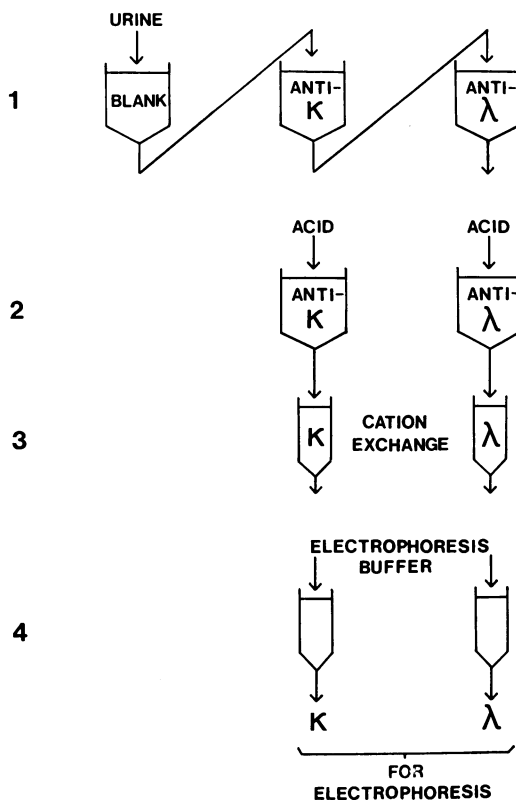 URINE
1
BLANK
ANTI-
K
ANTI-
λ
ACID
ACID
2
ANTI-
K
ANTI-
λ
3
K
CATION
EXCHANGE
λ
ELECTROPHORESIS
BUFFER
4
K
λ
FOR
ELECTROPHORESIS